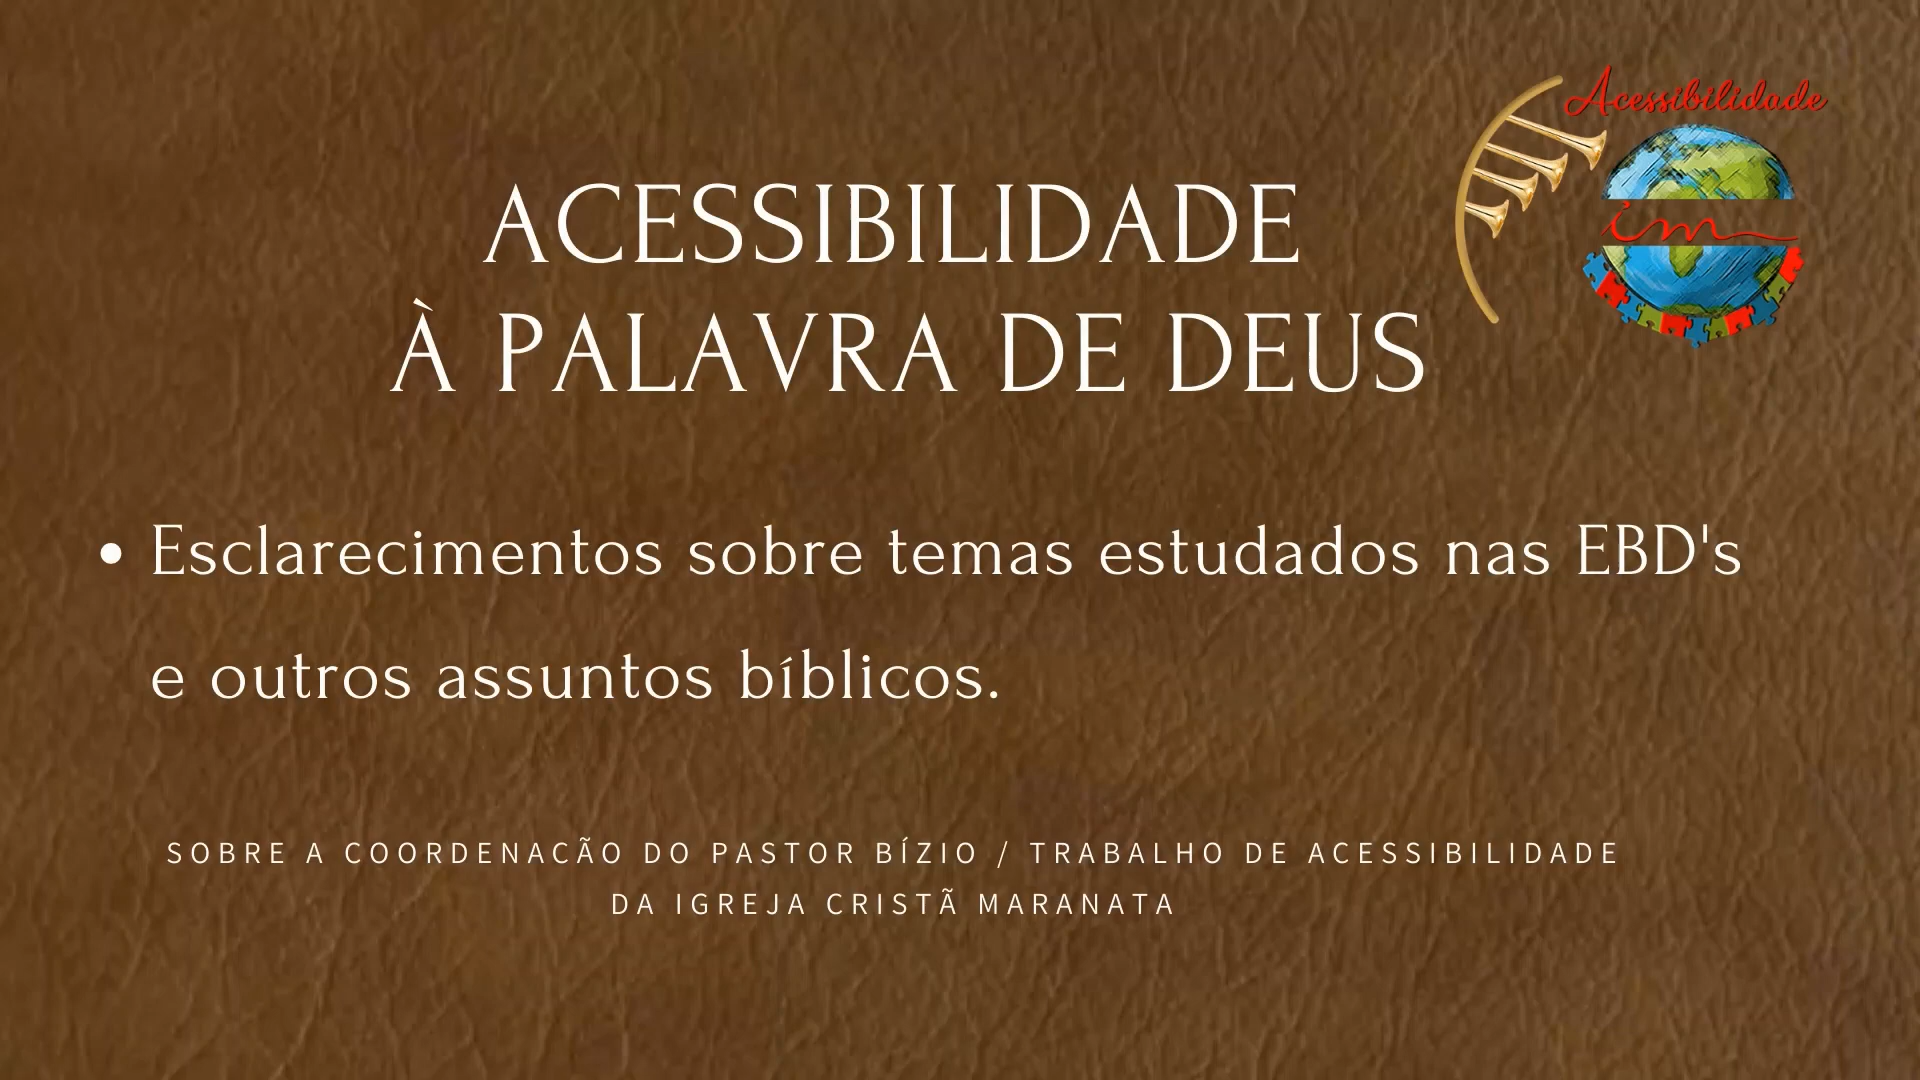 Acessibilidade
im
ACESSIBILIDADE
À PALAVRA DE DEUS
• Esclarecimentos sobre temas estudados nas EBD's
e outros assuntos bíblicos.
SOBRE A COORDENACÃO DO PASTOR BÍZIO / TRABALHO DE ACESSIBILIDADE
DA IGREJA CRISTÃ MARANATA